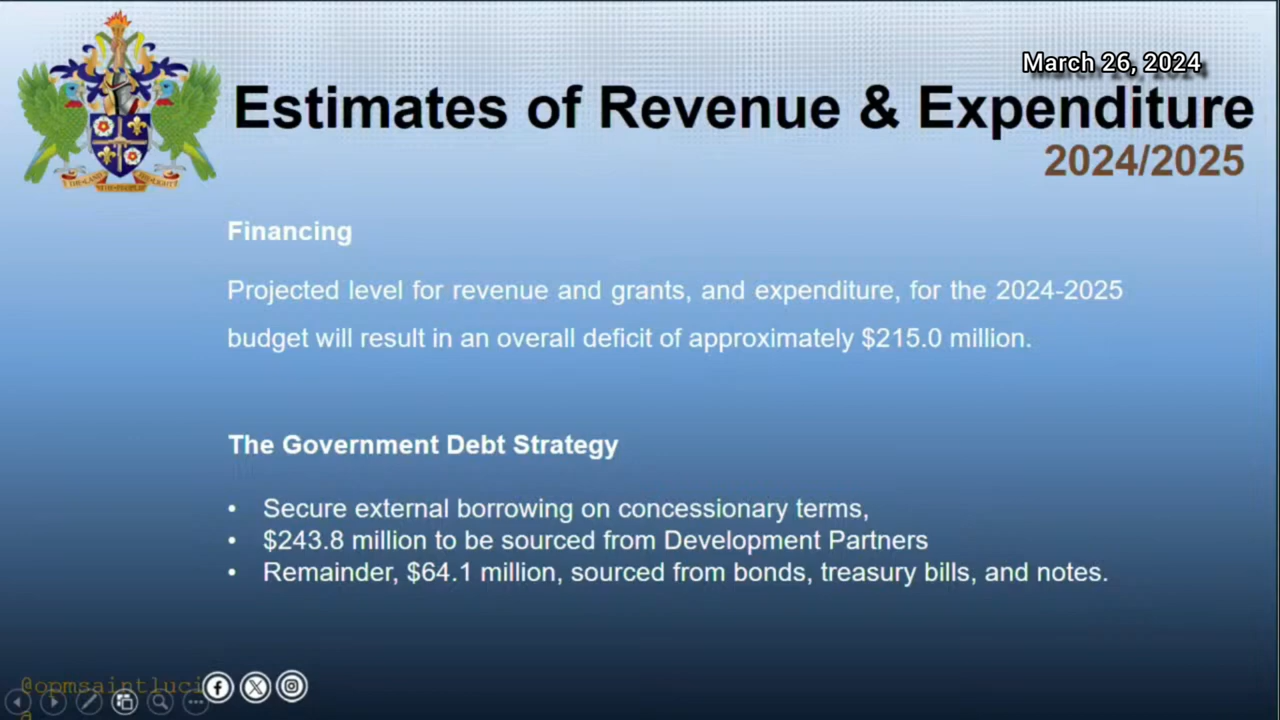 March 26, 2024
Estimates of Revenue & Expenditure
2024/2025
Financing
Projected level for revenue and grants, and expenditure, for the 2024-2025
budget will result in an overall deficit of approximately $215.0 million.
The Government Debt Strategy
• Secure external borrowing on concessionary terms,
• $243.8 million to be sourced from Development Partners
• Remainder, $64.1 million, sourced from bonds, treasury bills, and notes.
@opmsaintluci
a